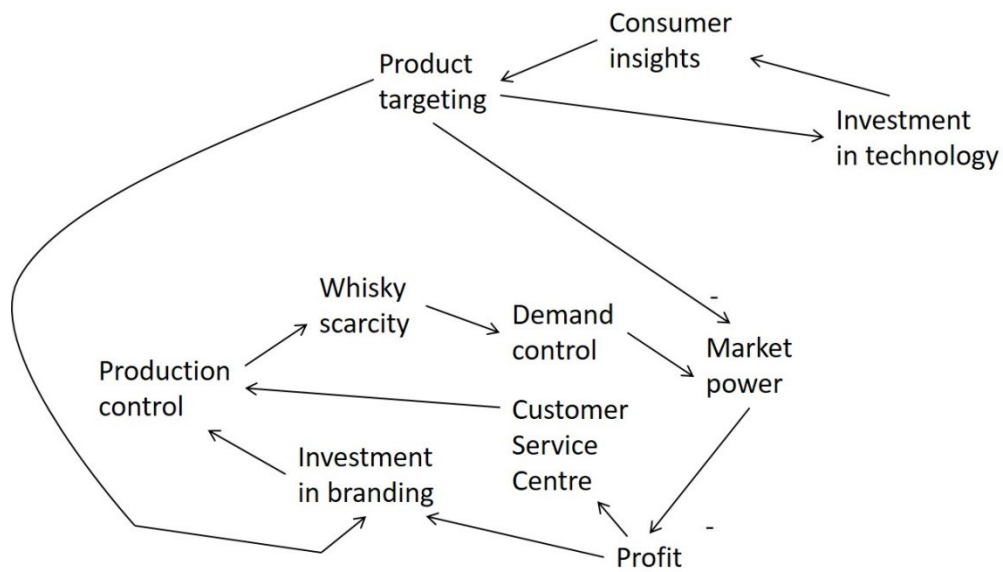 Consumer
insights
Product
targeting
Investment
in technology
-
Whisky
scarcity
Demand
control
Market
power
Production
control
Customer
Service
Centre
Investment
in branding
-
Profit